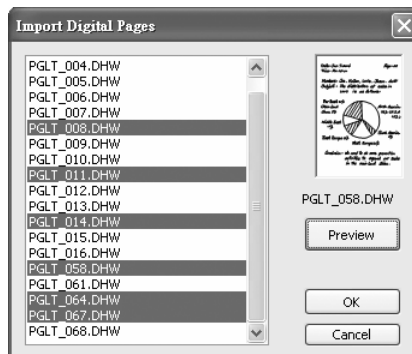 Import Digital Pages
PGLT_004.DHW
PGLT_005.DHW
PGLT_006.DHW
PGLT_007.DHW
PGLT_008.DHW
PGLT_009.DHW
PGLT_010.DHW
PGLT_011.DHW
PGLT_012.DHW
PGLT_013.DHW
PGLT_014.DHW
PGLT_015.DHW
PGLT_016.DHW
PGLT_058.DHW
PGLT_061.DHW
PGLT_064.DHW
PGLT_067.DHW
PGLT_068.DHW
PGLT_058.DHW
Preview
OK
Cancel